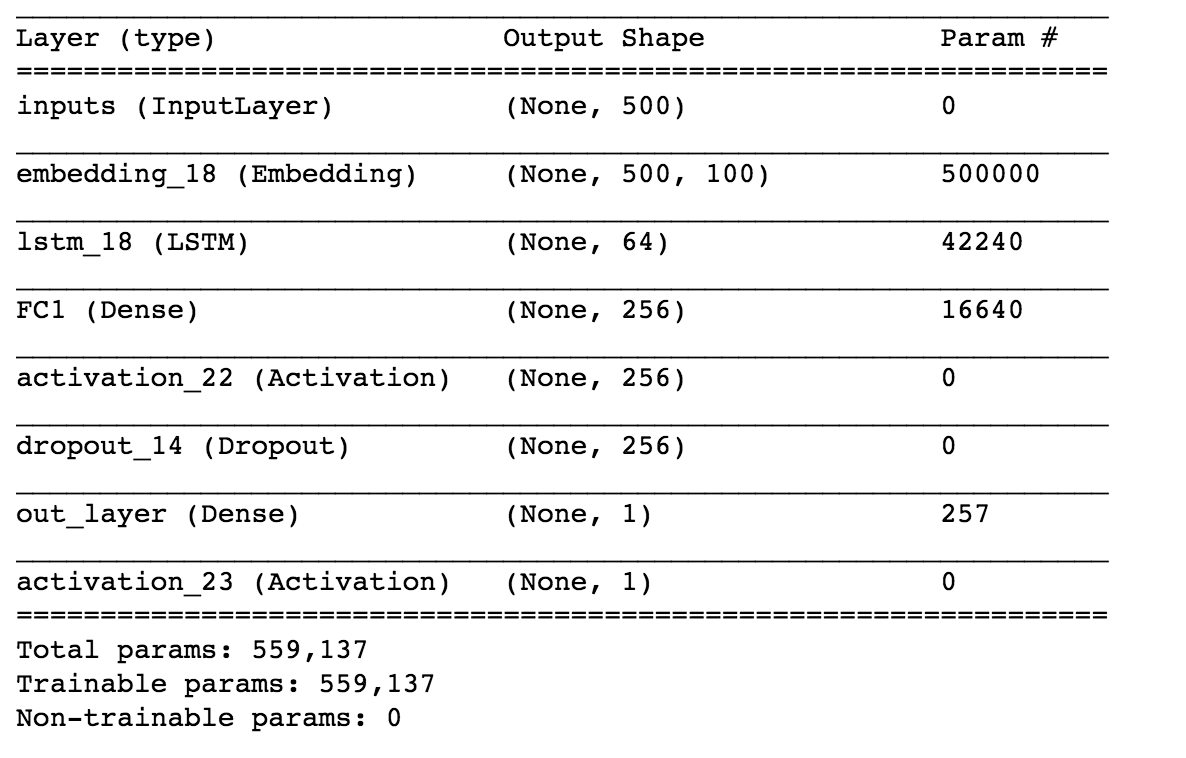 Layer (type) Output Shape Param #
inputs (InputLayer) (None, 500) 0
embedding_18 (Embedding) (None, 500, 100) 500000
lstm_18 (LSTM) (None, 64) 42240
FC1 (Dense) (None, 256) 16640
activation_22 (Activation) (None, 256) 0
dropout_14 (Dropout) (None, 256) 0
out_layer (Dense) (None, 1) 257
activation_23 (Activation) (None, 1) 0
Total params: 559,137
Trainable params: 559,137
Non-trainable params: 0